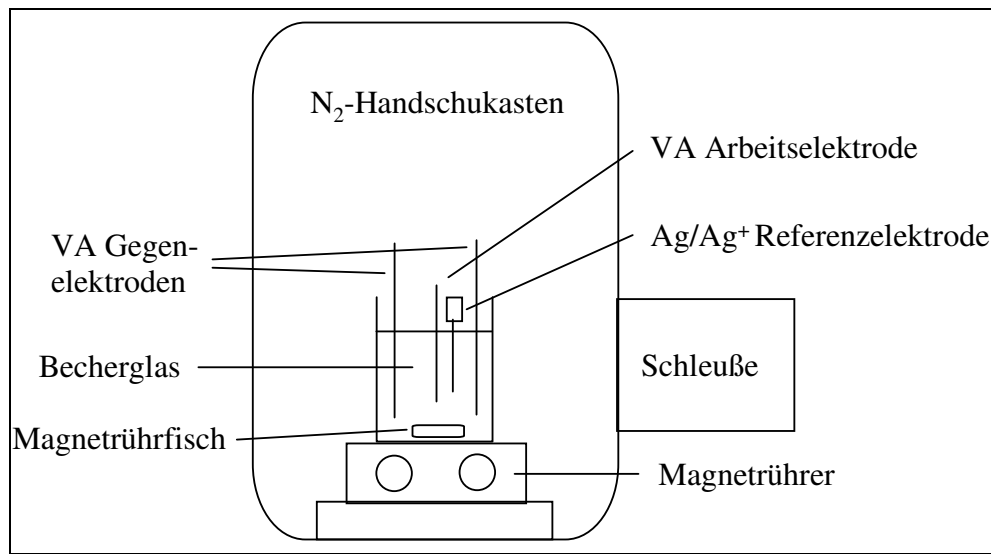 N₂-Handschukasten
VA Arbeitselektrode
VA Gegen-
elektroden
Ag/Ag⁺ Referenzelektrode
Becherglas
Schleuße
Magnetrührfisch
Magnetrührer